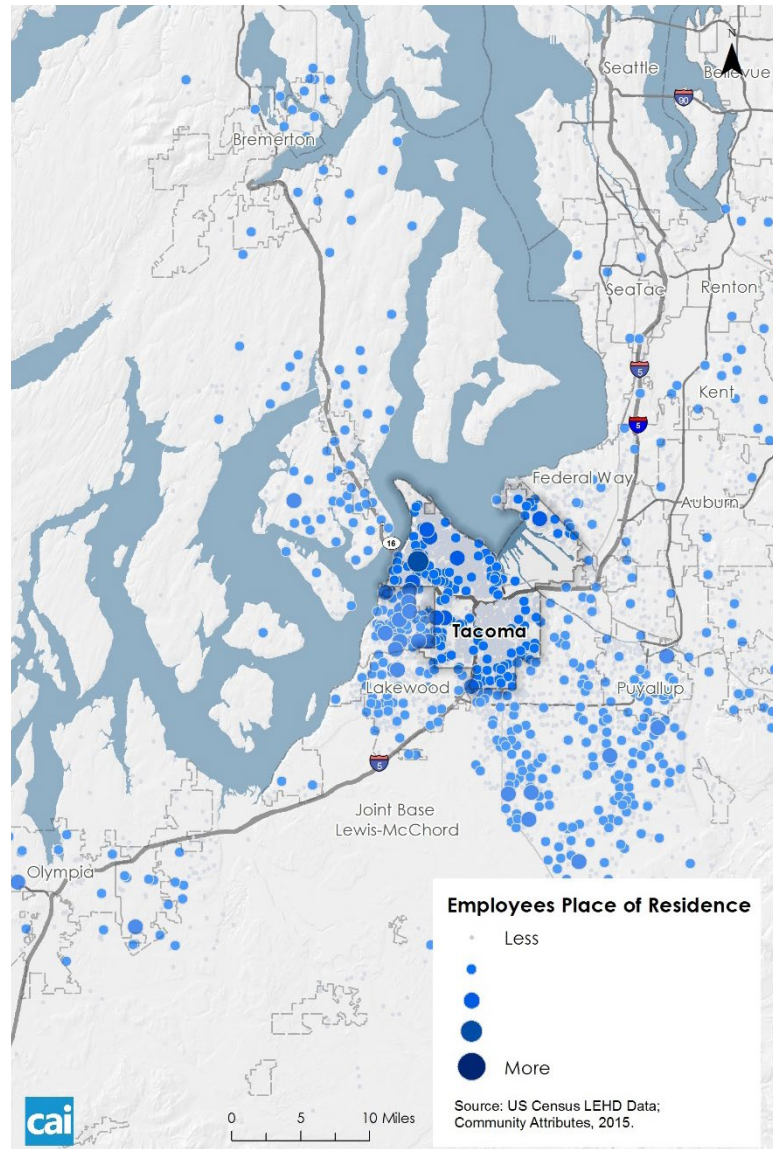 N
Seattle
Bellevue
90
Bremerton
SeaTac
Renton
5
Kent
5
Federal Way
Auburn
16
Tacoma
Lakewood
Puyallup
5
Joint Base
Lewis-McChord
Olympia
Employees Place of Residence
Less
More
Source: US Census LEHD Data;
Community Attributes, 2015.
cai
0 5 10 Miles